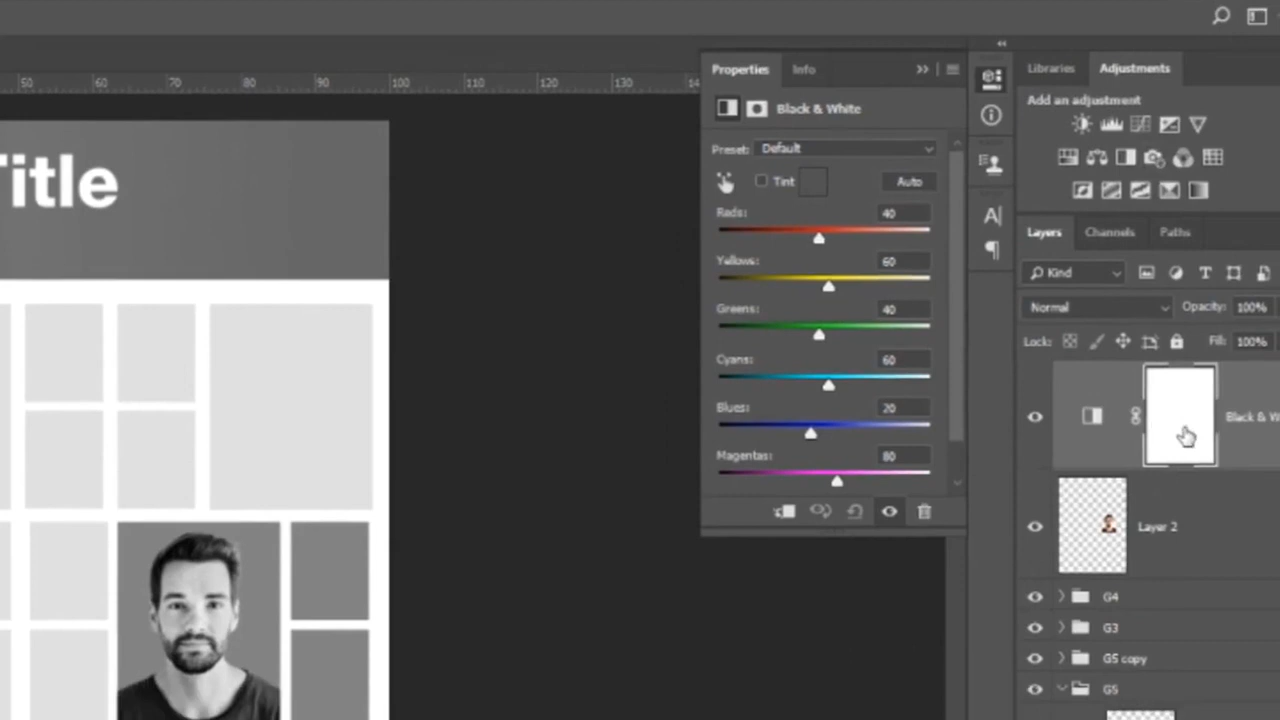 50 60 70 80 90 100 110 120 130 14
Properties Info
Black & White
Preset: Default
Tint Auto
Reds: 40
Yellows: 60
Greens: 40
Cyans: 60
Blues: 20
Magentas: 80
Libraries Adjustments
Add an adjustment
Layers Channels Paths
Kind
Normal Opacity: 100%
Lock: Fill: 100%
Black & W
Layer 2
G4
G3
G5 copy
G5
Title